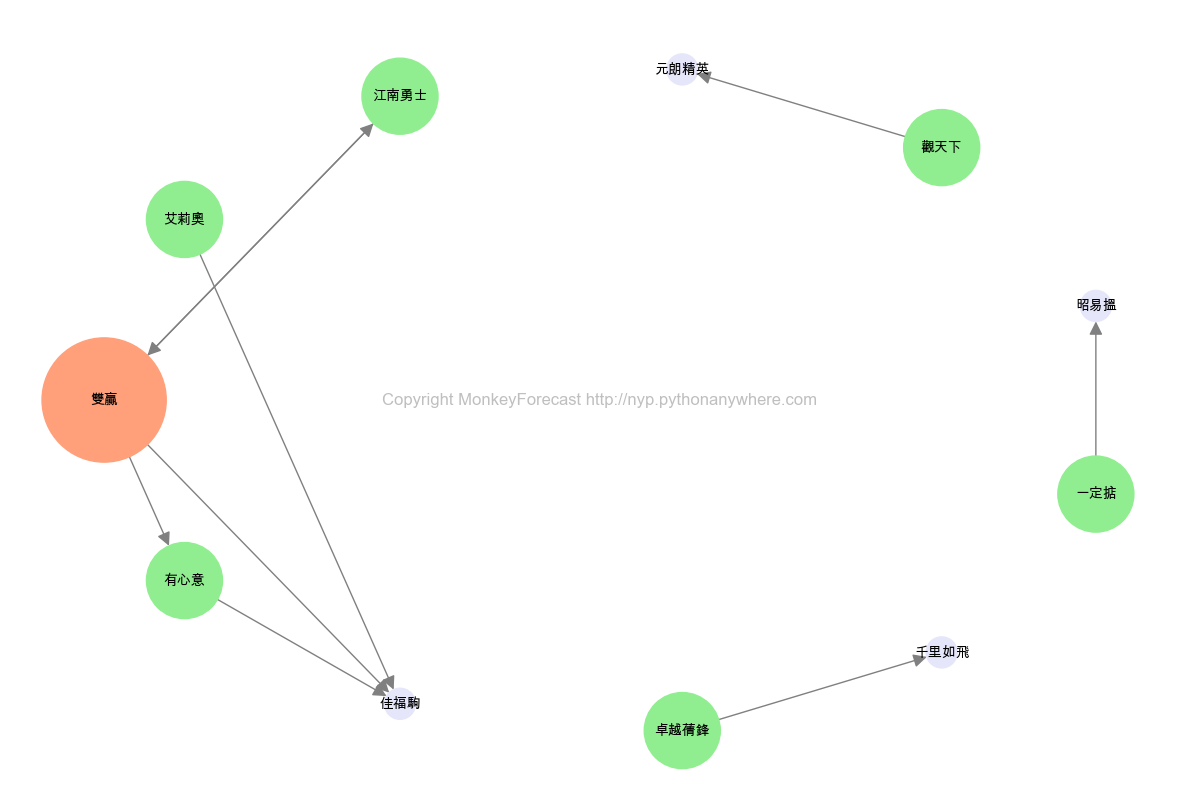 元朗精英
江南勇士
觀天下
艾莉奧
昭易搵
雙贏
Copyright MonkeyForecast http://nyp.pythonanywhere.com
一定掂
有心意
千里如飛
佳福駒
卓越蒨鋒